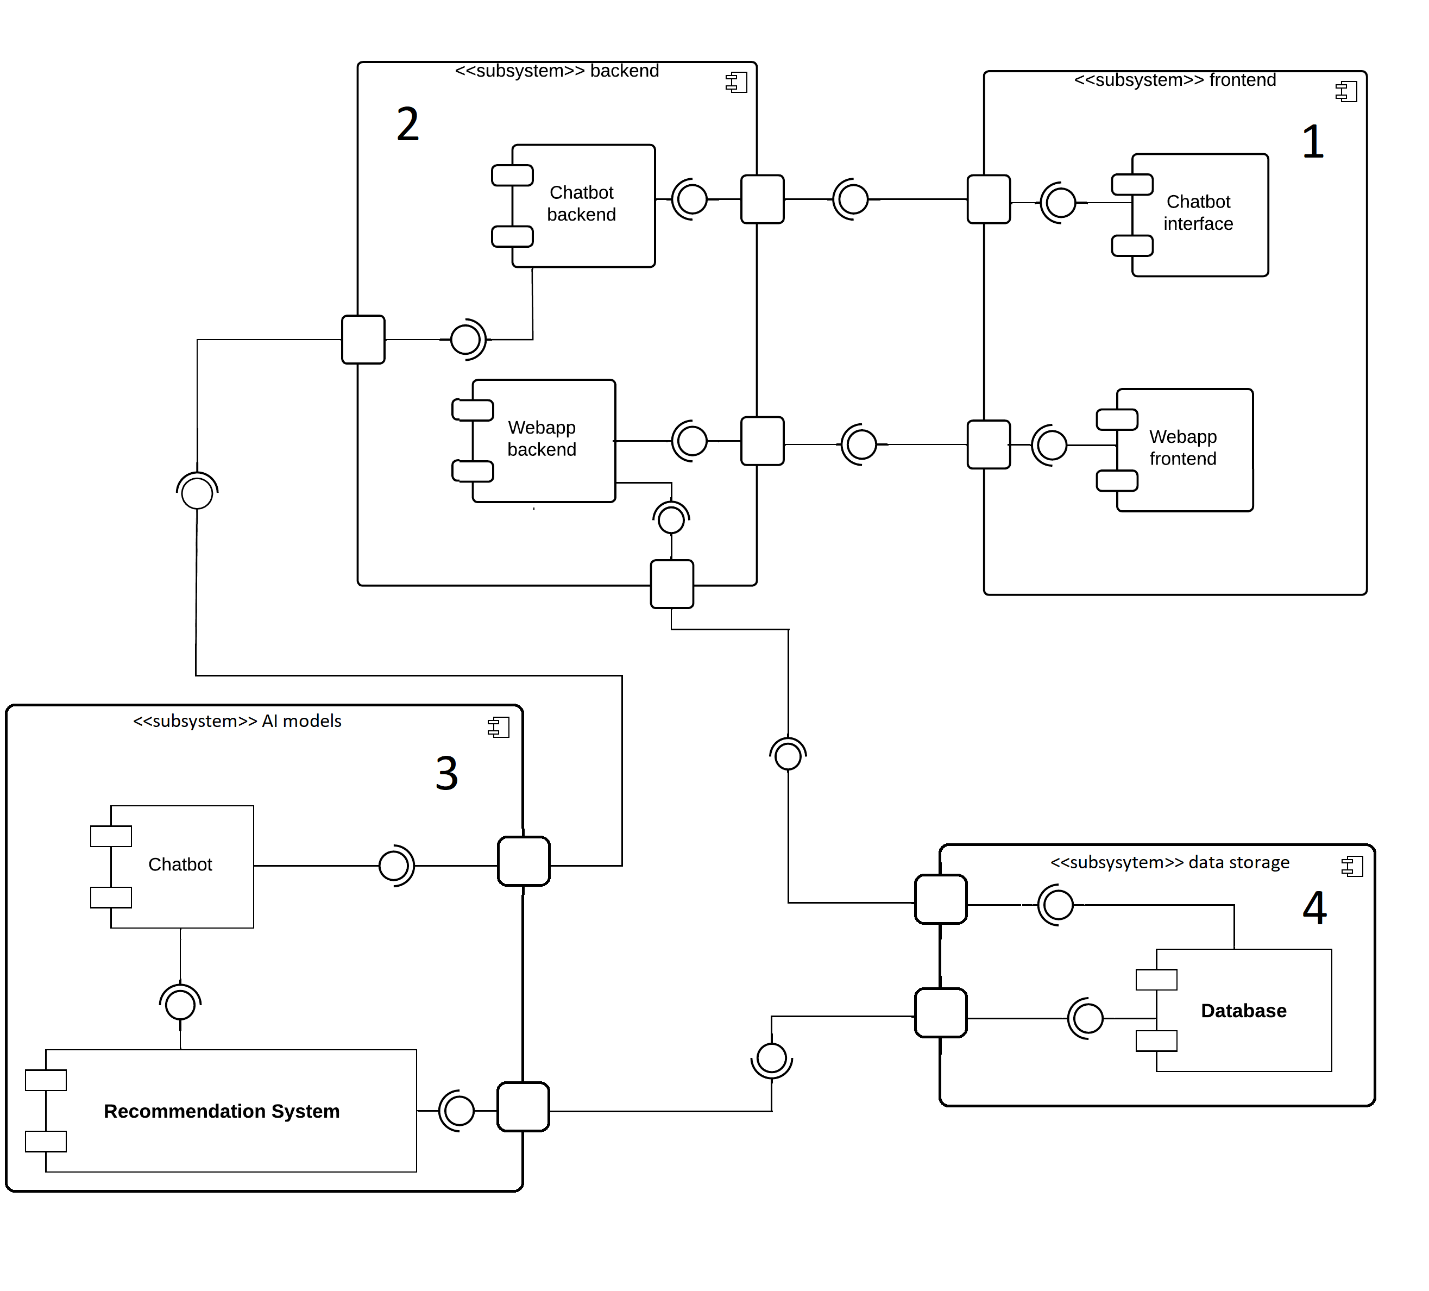 <<subsystem>> backend
2
Chatbot
backend
Webapp
backend
<<subsystem>> frontend
1
Chatbot
interface
Webapp
frontend
<<subsystem>> AI models
3
Chatbot
Recommendation System
<<subsysytem>> data storage
4
Database